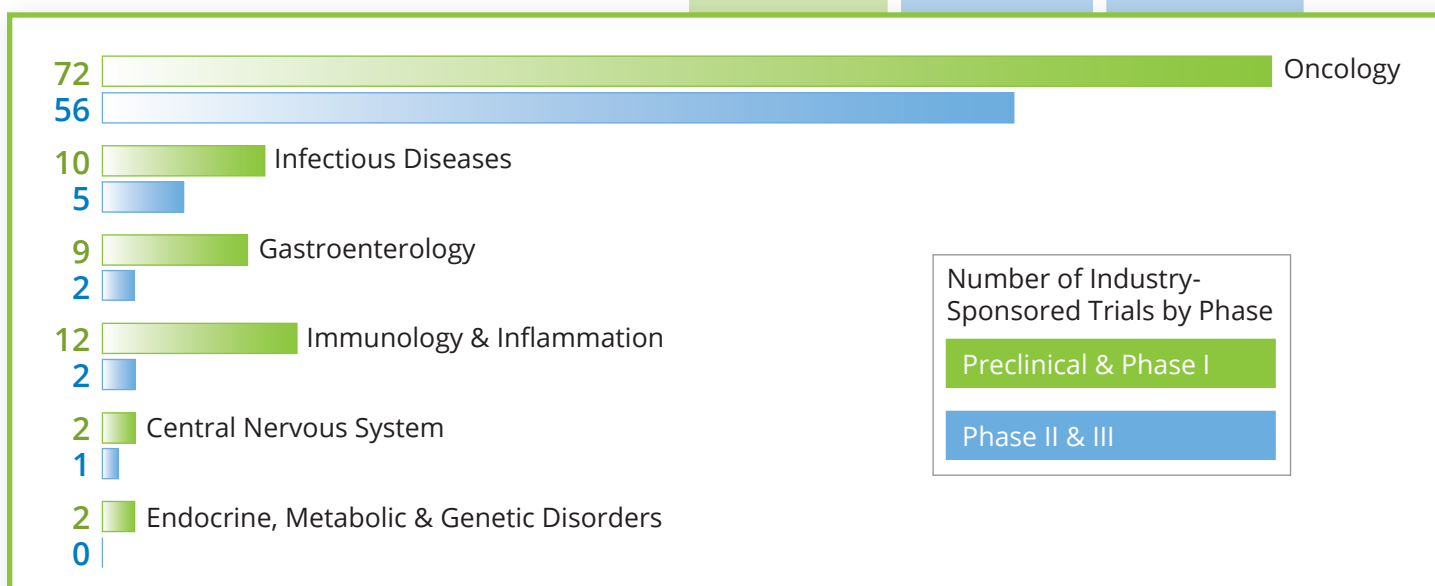 72
Oncology
56
10
Infectious Diseases
5
9
Gastroenterology
2
12
Immunology & Inflammation
2
2
Central Nervous System
1
2
Endocrine, Metabolic & Genetic Disorders
0
Number of Industry-
Sponsored Trials by Phase
Preclinical & Phase I
Phase II & III